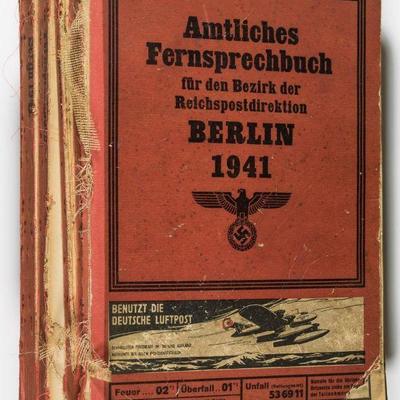 Amtliches
Fernsprechbuch
für den Bezirk der
Reichspostdirektion
BERLIN
1941
BENUTZT DIE
DEUTSCHE LUFTPOST
Feuer .... 02
Überfall .. 01
Unfall (Rettungsamt)
53 69 11